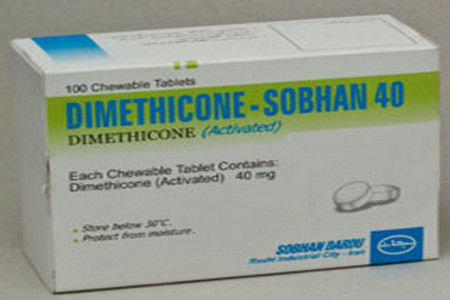 100 Chewable Tablets
DIMETHICONE - SOBHAN 40
DIMETHICONE (Activated)
Each Chewable Tablet Contains:
Dimethicone (Activated) 40 mg
Store below 30°C.
Protect from moisture.
SOBHAN DAROU
Rasht Industrial City - Iran